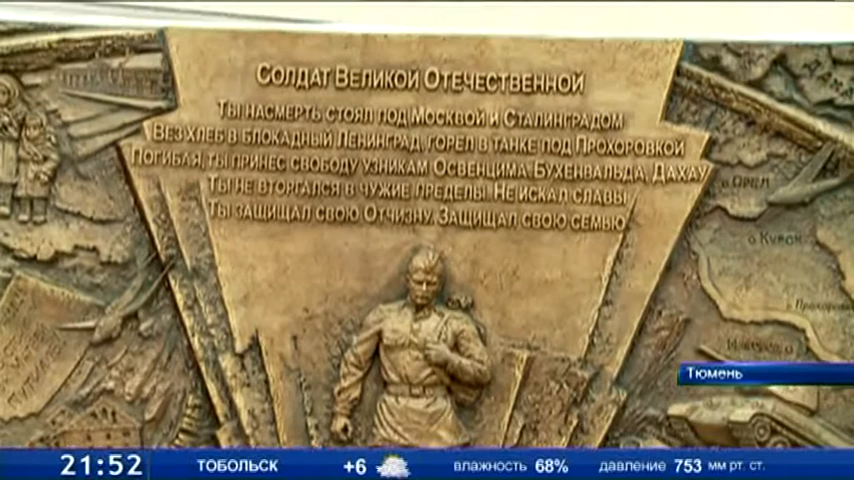 Солдат Великой Отечественной
Ты насмерть стоял под Москвой и Сталинградом
Вез хлеб в блокадный Ленинград, горел в танке под Прохоровкой
Погибая, ты принес свободу узникам Освенцима, Бухенвальда, Дахау
Ты не вторгался в чужие пределы. Не искал славы
Ты защищал свою Отчизну. Защищал свою семью
о Орел
о Курск
о Прохоровка
Тюмень
21:52 ТОБОЛЬСК +6 влажность 68% давление 753 мм рт. ст.